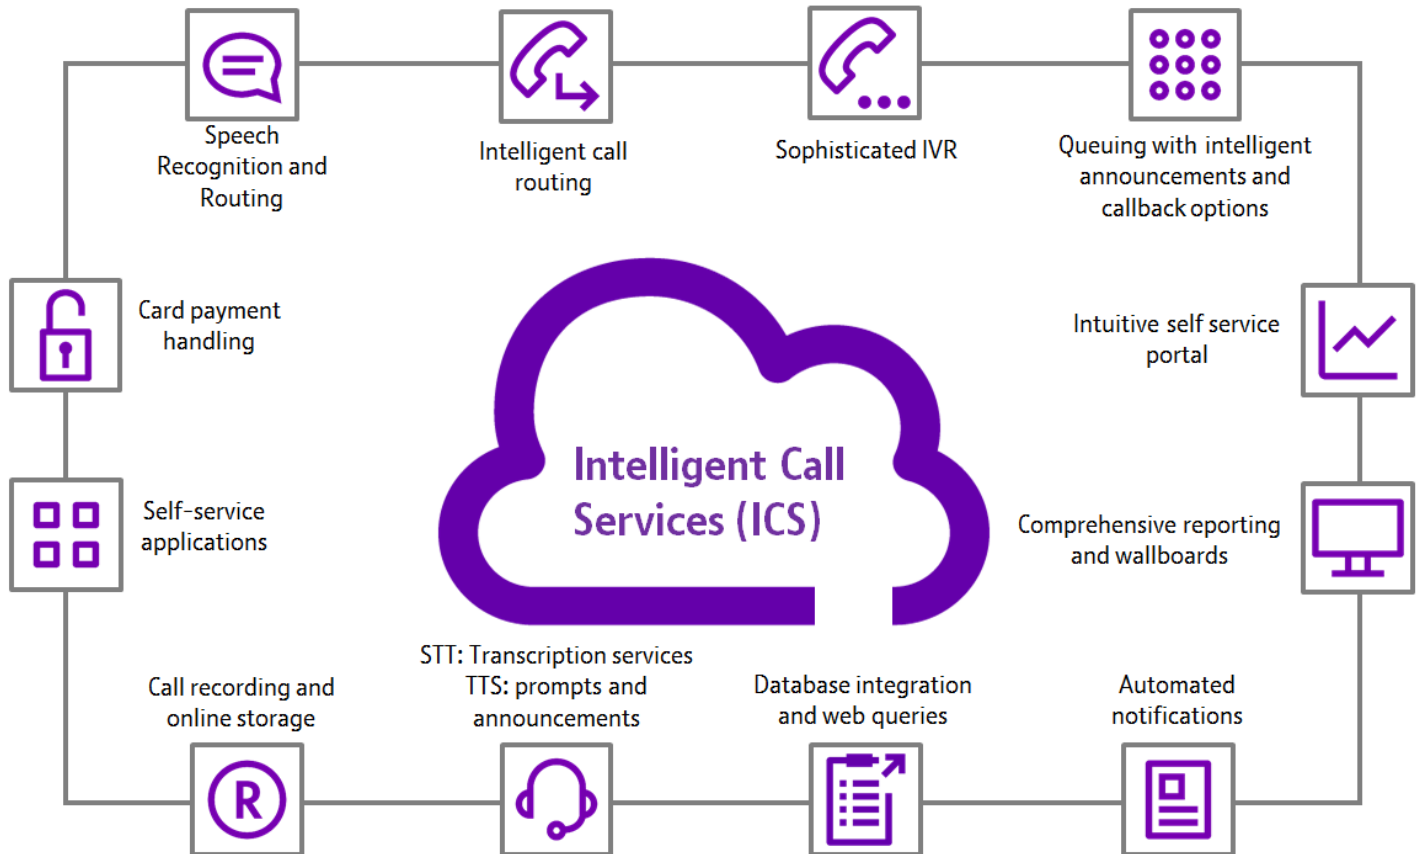 Speech
Recognition and
Routing
Intelligent call
routing
Sophisticated IVR
Queuing with intelligent
announcements and
callback options
Card payment
handling
Intuitive self service
portal
Intelligent Call
Services (ICS)
Self-service
applications
Comprehensive reporting
and wallboards
Call recording and
online storage
STT: Transcription services
TTS: prompts and
announcements
Database integration
and web queries
Automated
notifications
R